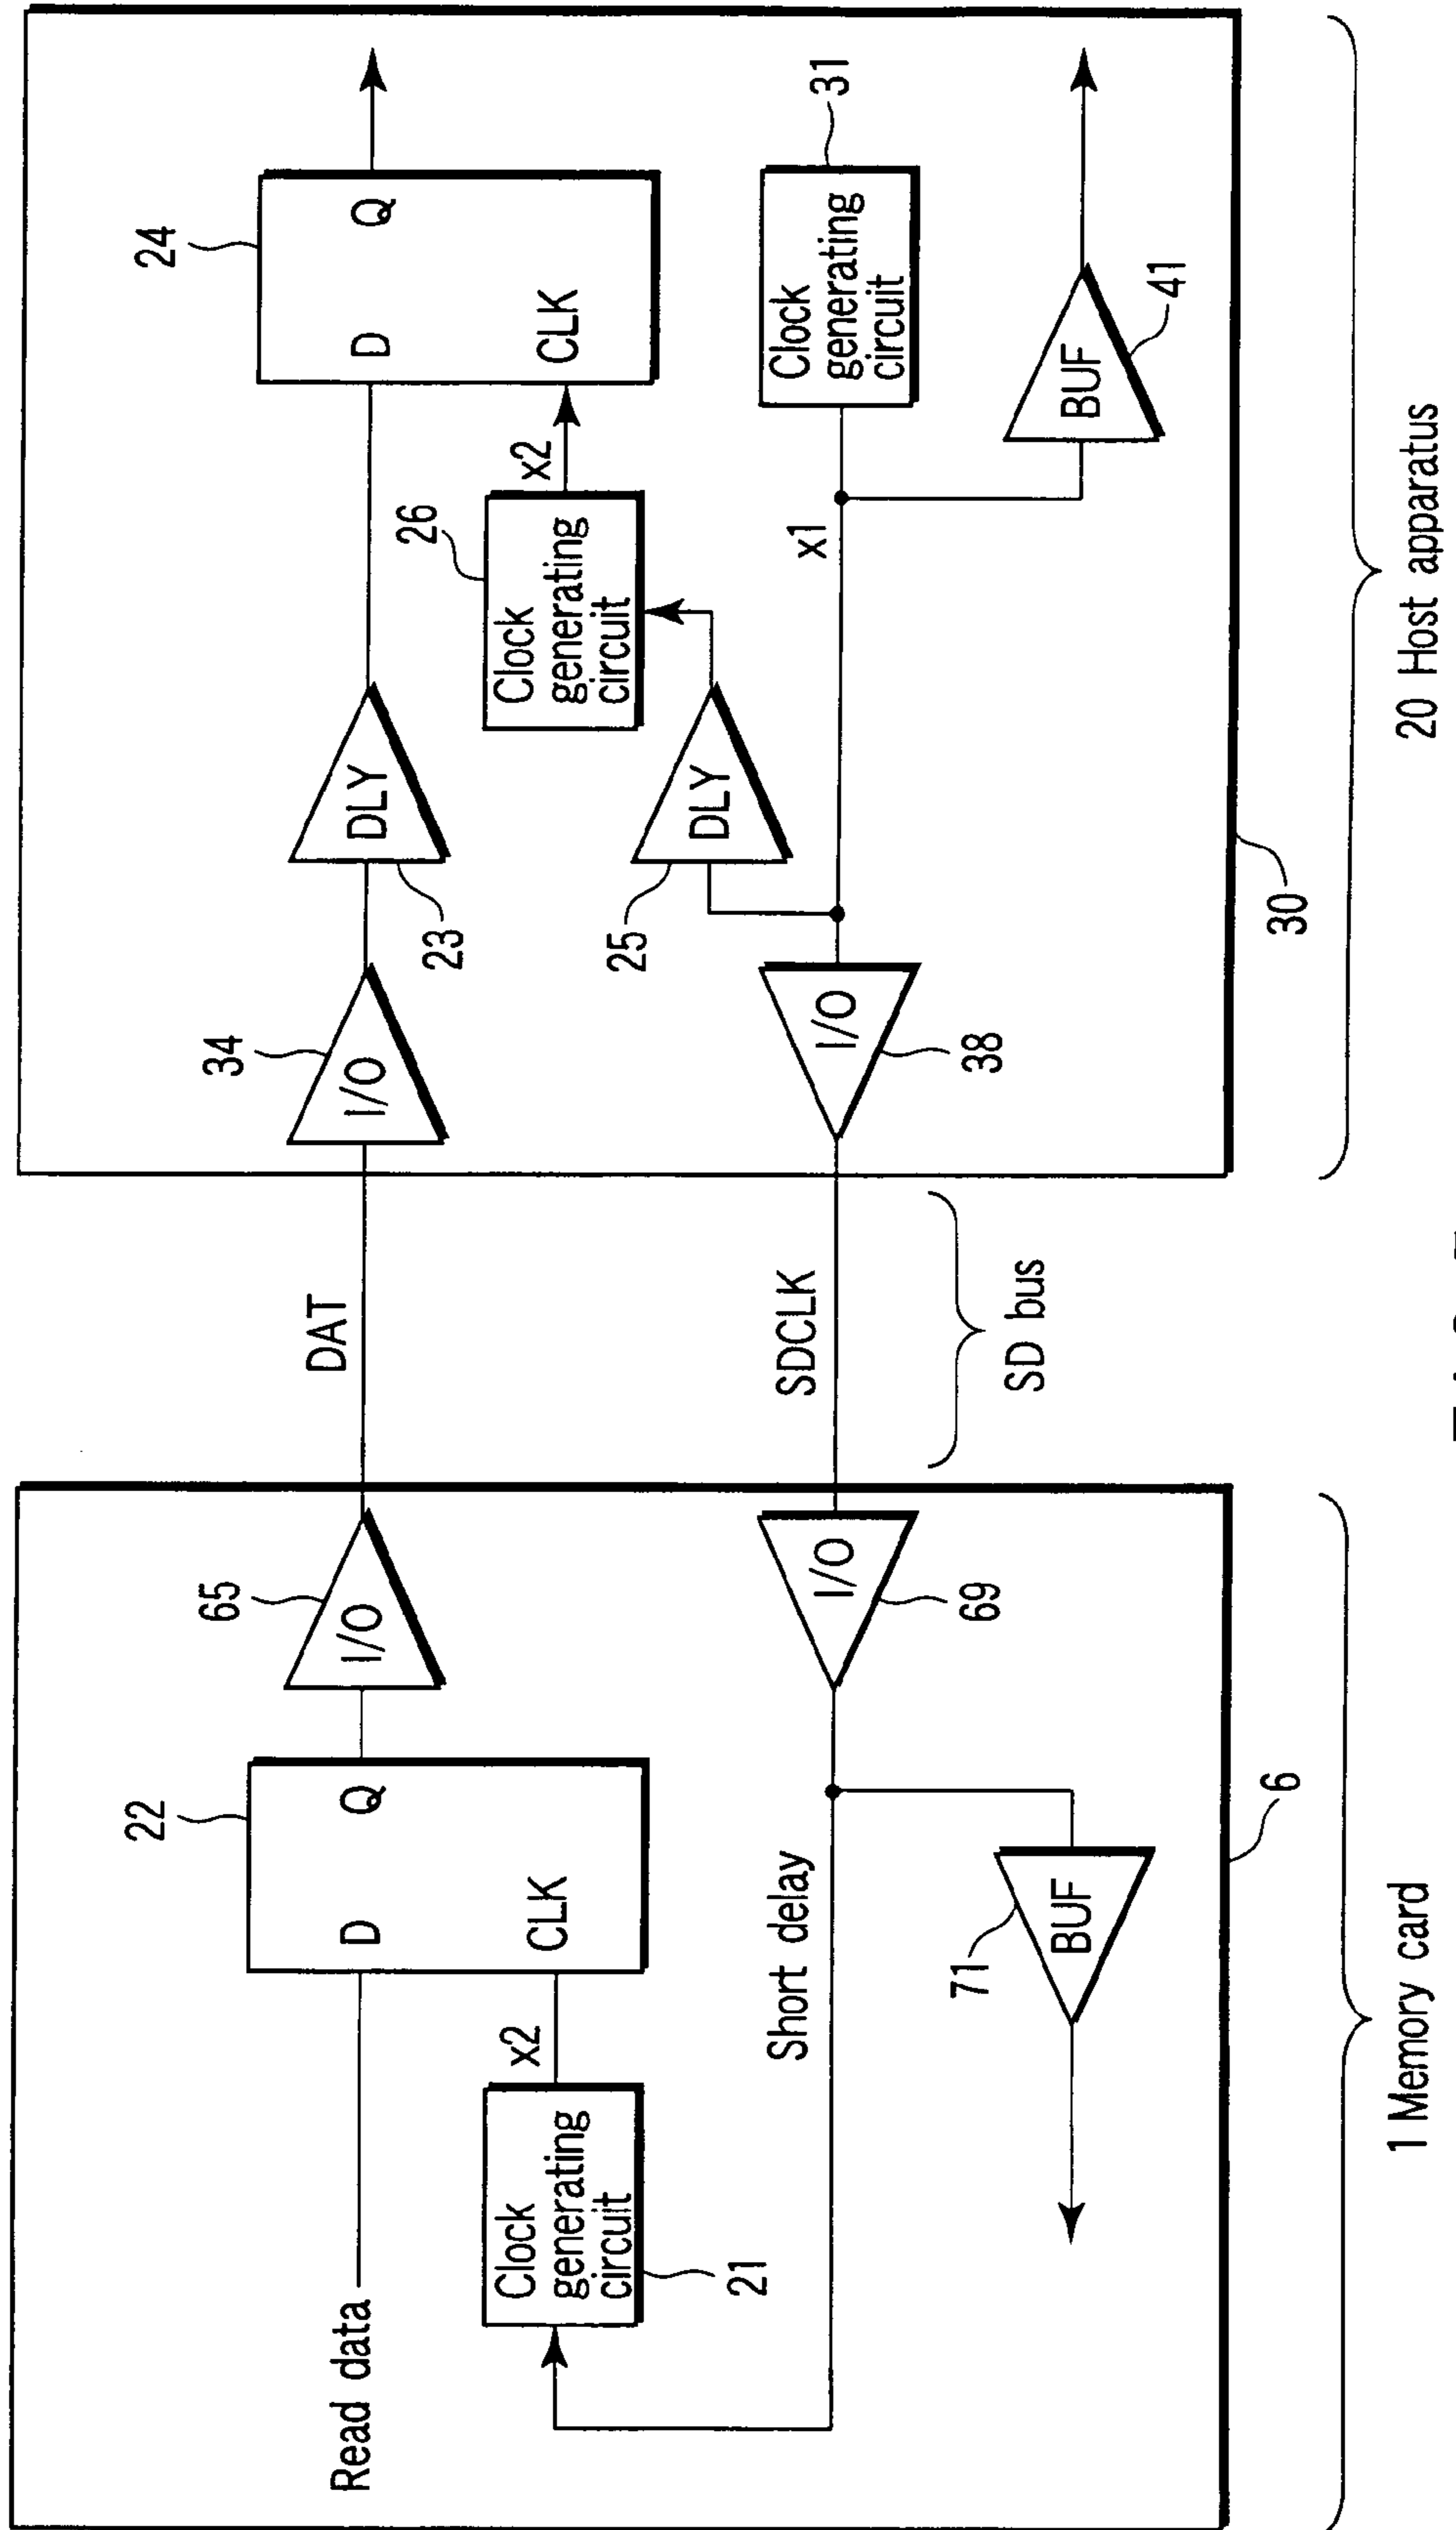 Read data
D
Q
CLK
22
x2
Clock
generating
circuit
21
I/O
65
Short delay
I/O
69
BUF
71
6
1 Memory card
DAT
SDCLK
SD bus
I/O
34
DLY
23
D
Q
CLK
24
x2
26
Clock
generating
circuit
DLY
25
I/O
38
x1
Clock
generating
circuit
31
BUF
41
30
20 Host apparatus